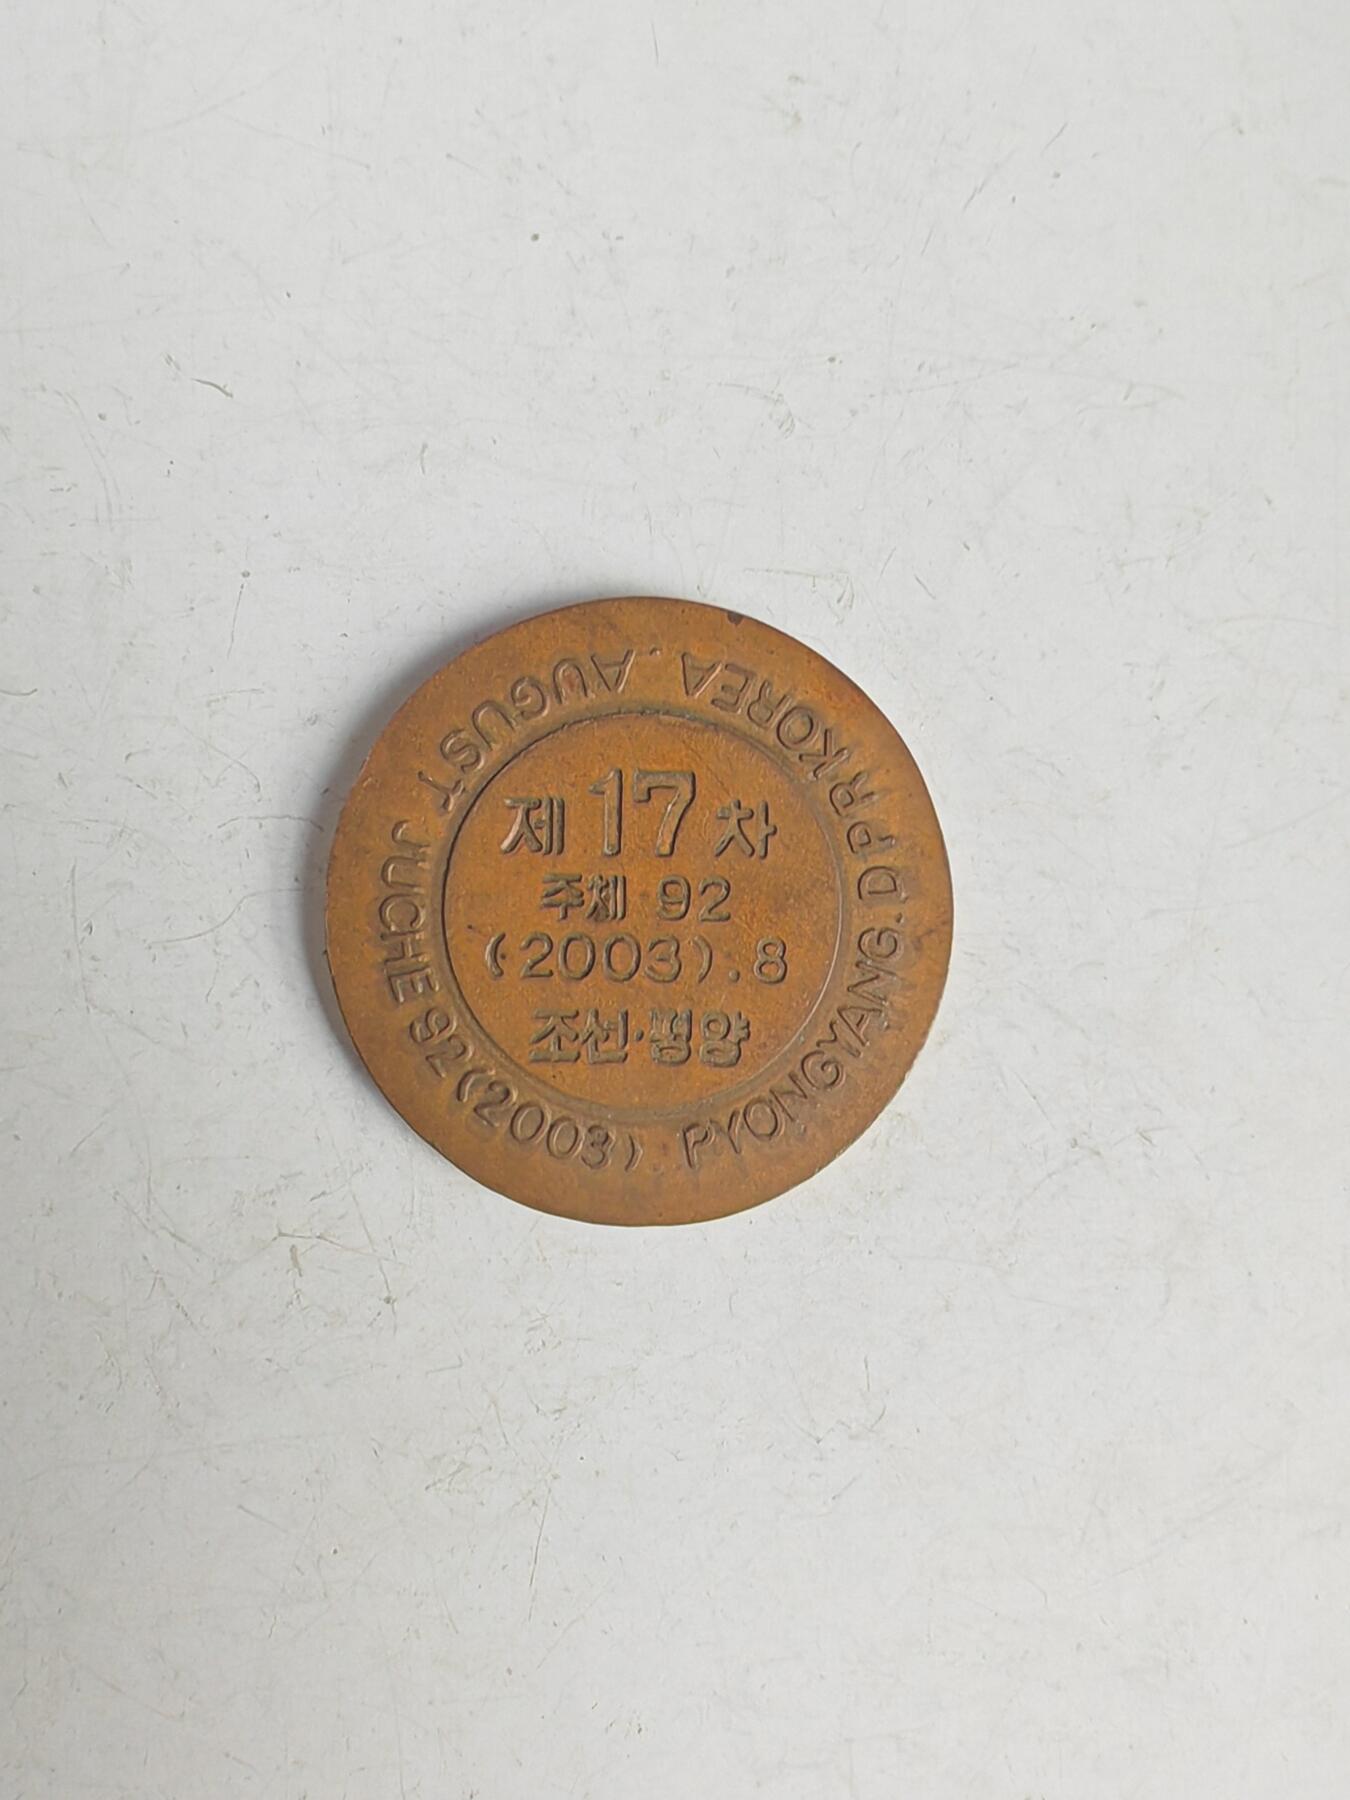 제 17 차
주체 92
(2003).8
조선·평양
AUGUST JUCHE 92 (2003). PYONGYANG. D P R KOREA.